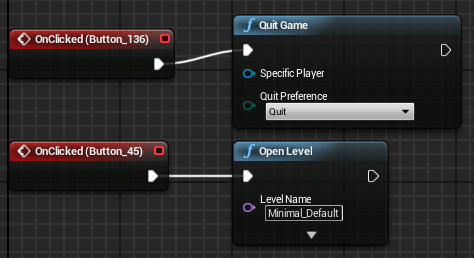 OnClicked (Button_136)
Quit Game
Specific Player
Quit Preference
Quit
OnClicked (Button_45)
Open Level
Level Name
Minimal_Default